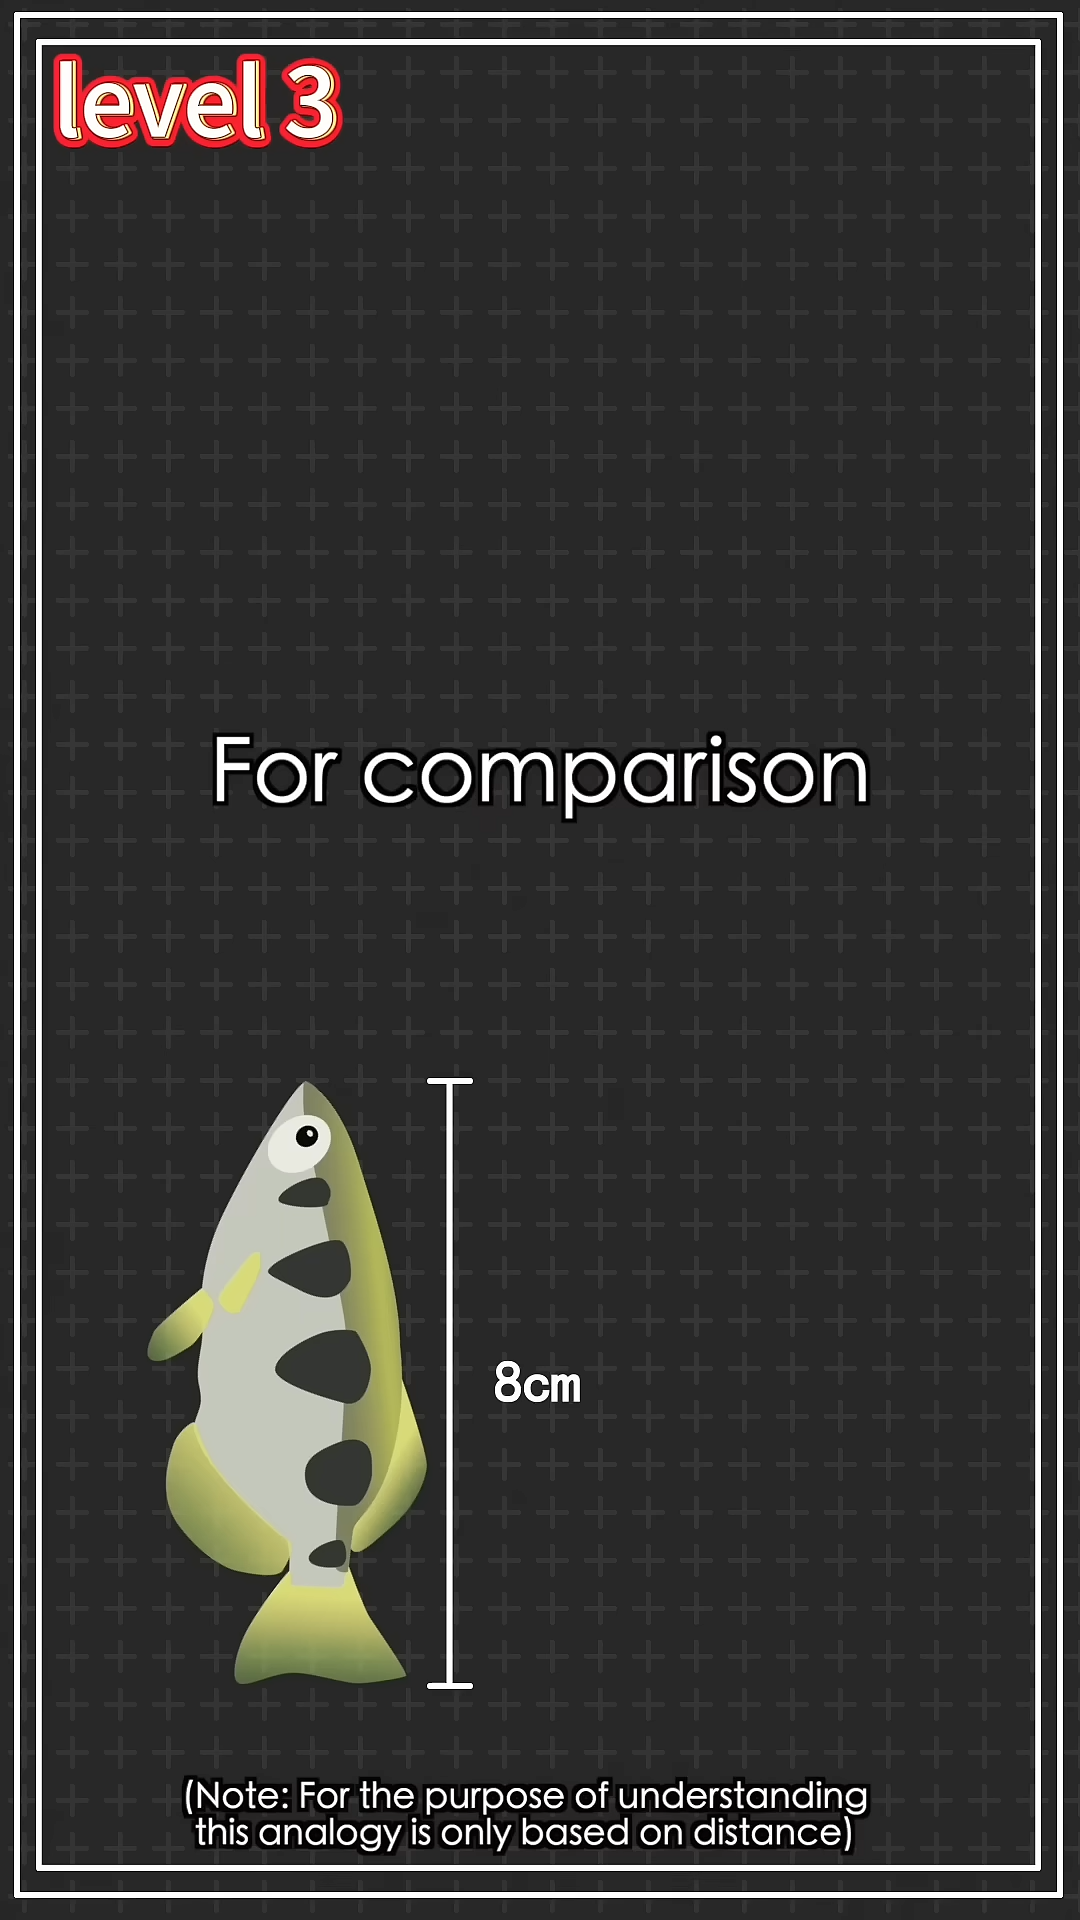 level 3
For comparison
8cm
(Note: For the purpose of understanding
this analogy is only based on distance)